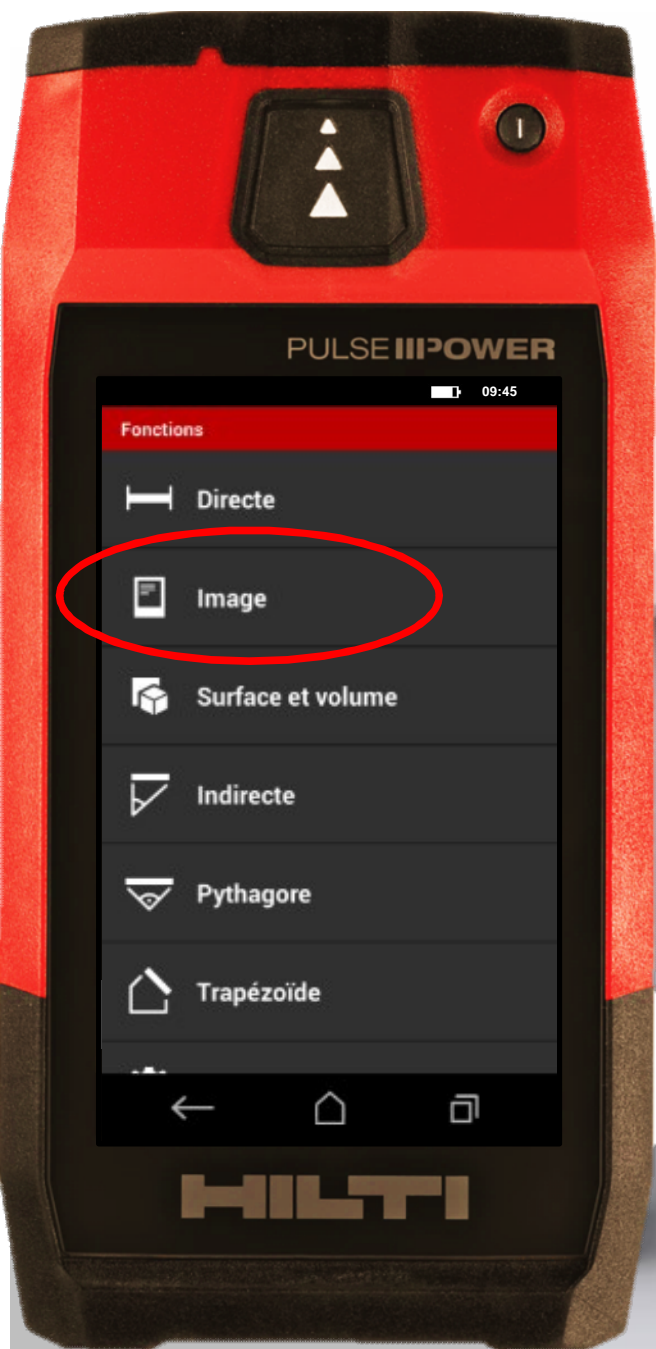 PULSE POWER
09:45
Fonctions
Directe
Image
Surface et volume
Indirecte
Pythagore
Trapézoïde
HILTI